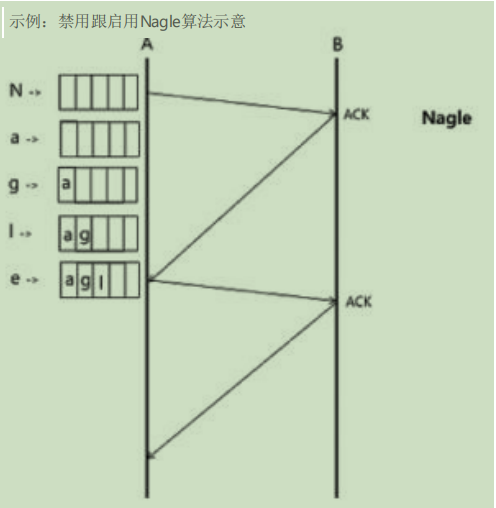 示例：禁用跟启用Nagle算法示意
A B
N ->
ACK
Nagle
a ->
g -> a
l -> a g
e -> a g l
ACK